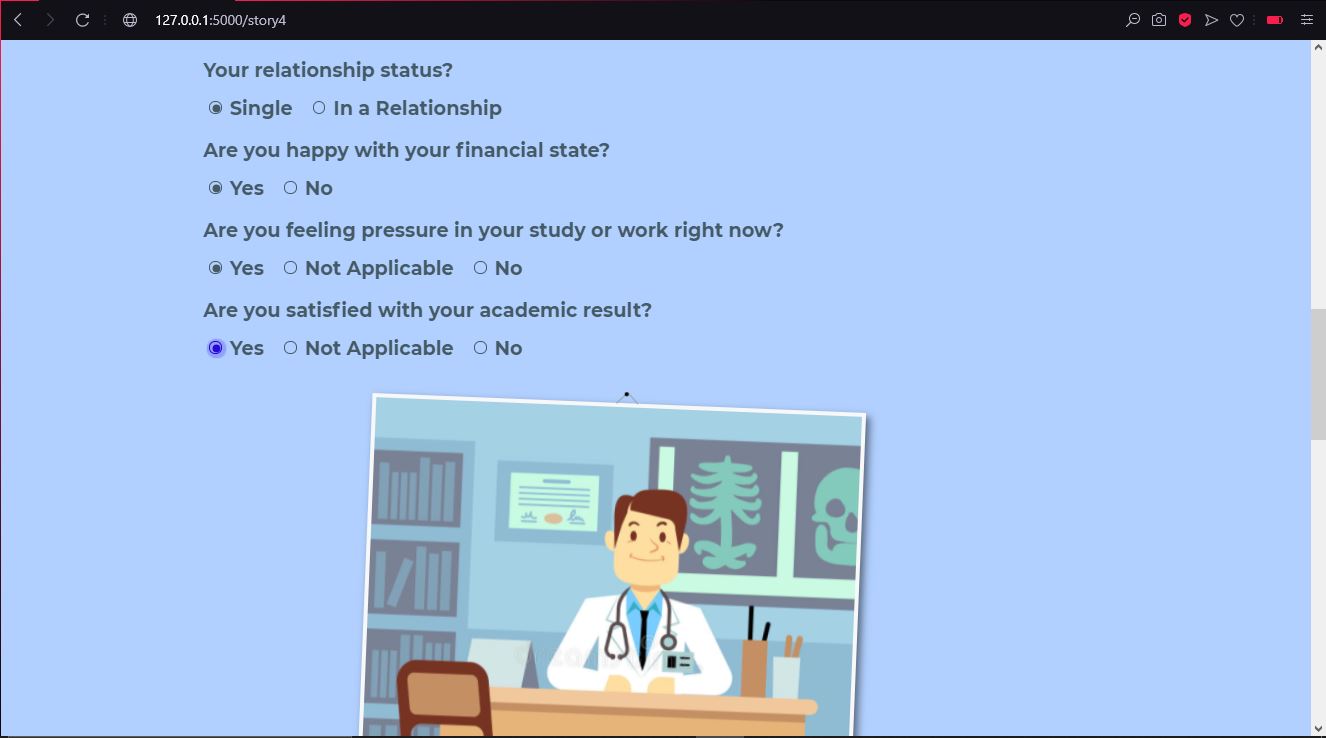 127.0.0.1:5000/story4
Your relationship status?
Single In a Relationship
Are you happy with your financial state?
Yes No
Are you feeling pressure in your study or work right now?
Yes Not Applicable No
Are you satisfied with your academic result?
Yes Not Applicable No